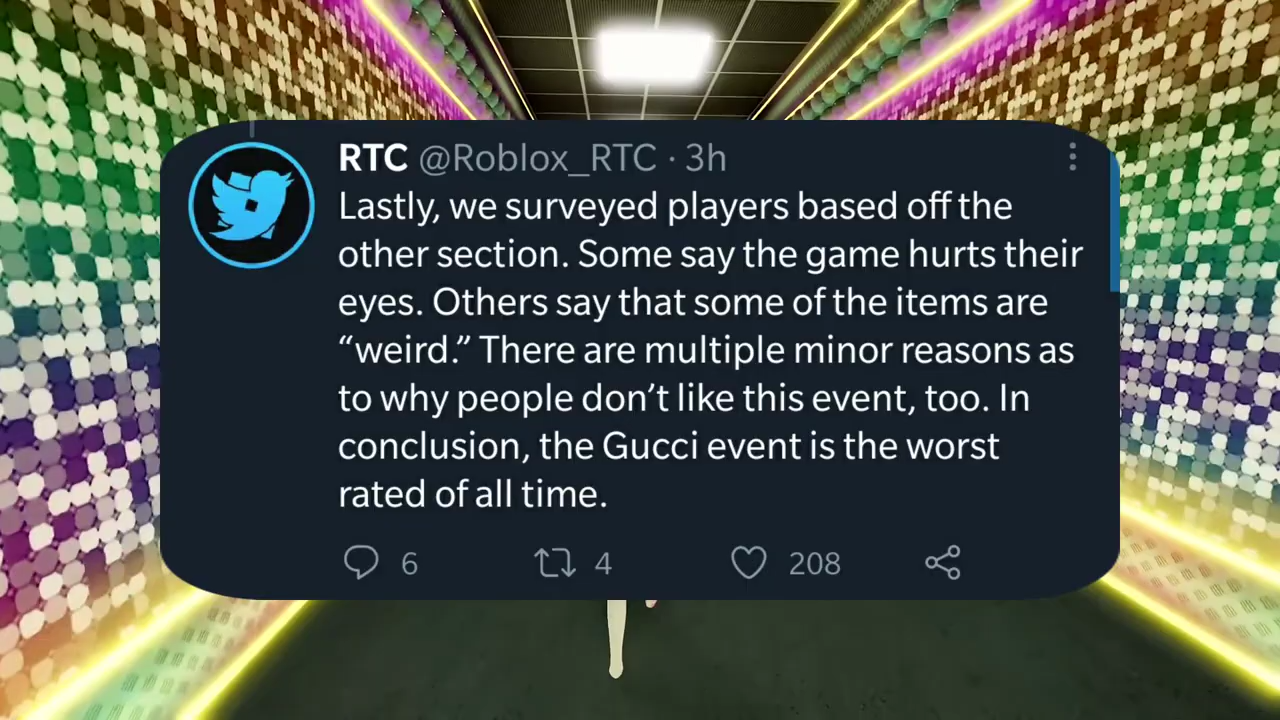 RTC @Roblox_RTC · 3h
Lastly, we surveyed players based off the
other section. Some say the game hurts their
eyes. Others say that some of the items are
“weird.” There are multiple minor reasons as
to why people don’t like this event, too. In
conclusion, the Gucci event is the worst
rated of all time.
6 4 208